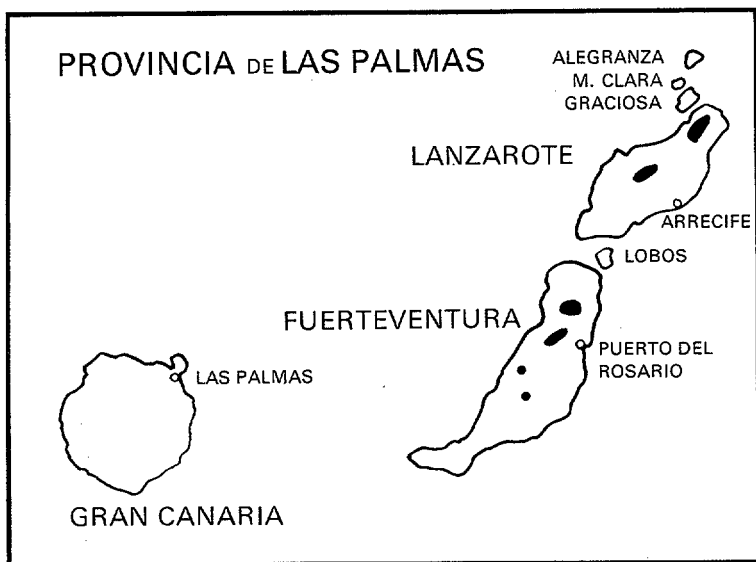 PROVINCIA DE LAS PALMAS
ALEGRANZA
M. CLARA
GRACIOSA
LANZAROTE
ARRECIFE
LOBOS
FUERTEVENTURA
PUERTO DEL
ROSARIO
LAS PALMAS
GRAN CANARIA